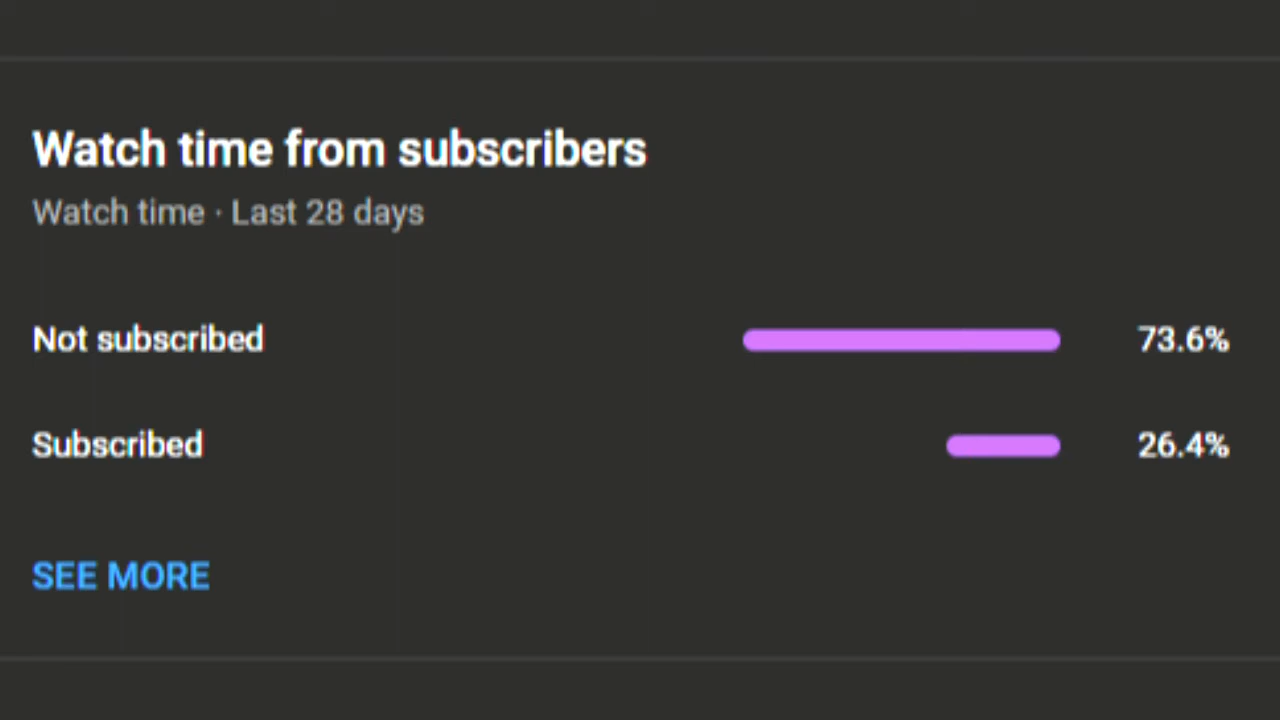 Watch time from subscribers
Watch time · Last 28 days
Not subscribed 73.6%
Subscribed 26.4%
SEE MORE